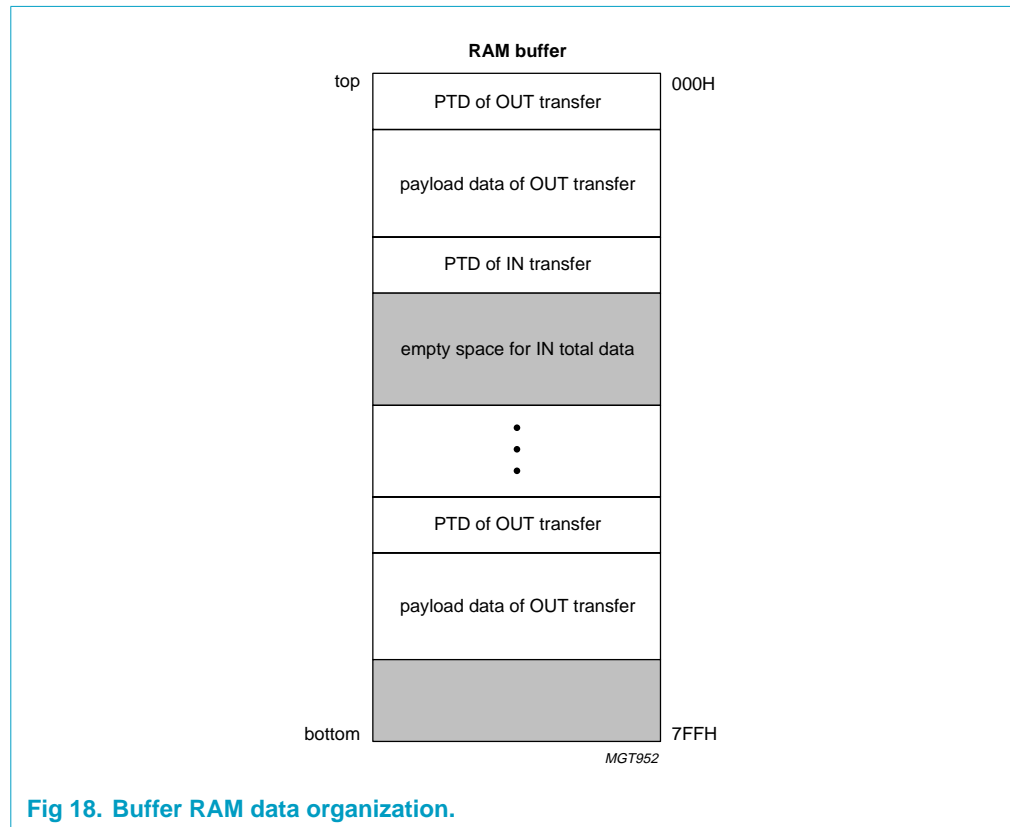 RAM buffer
top
000H
PTD of OUT transfer
payload data of OUT transfer
PTD of IN transfer
empty space for IN total data
PTD of OUT transfer
payload data of OUT transfer
bottom
7FFH
MGT952
Fig 18. Buffer RAM data organization.